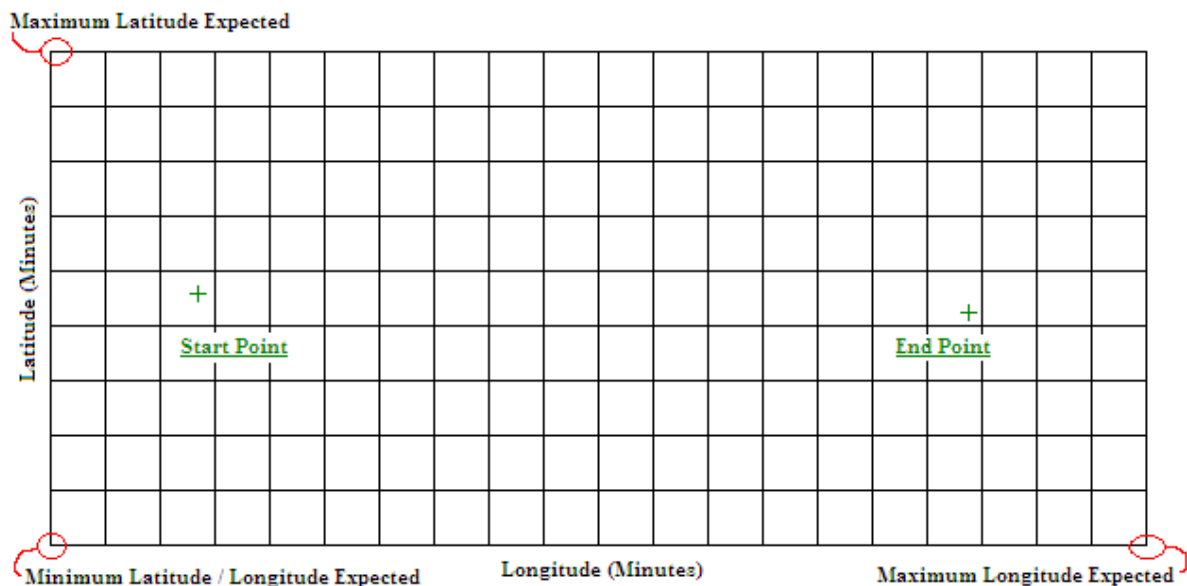 Maximum Latitude Expected
Latitude (Minutes)
Start Point
End Point
Minimum Latitude / Longitude Expected
Longitude (Minutes)
Maximum Longitude Expected